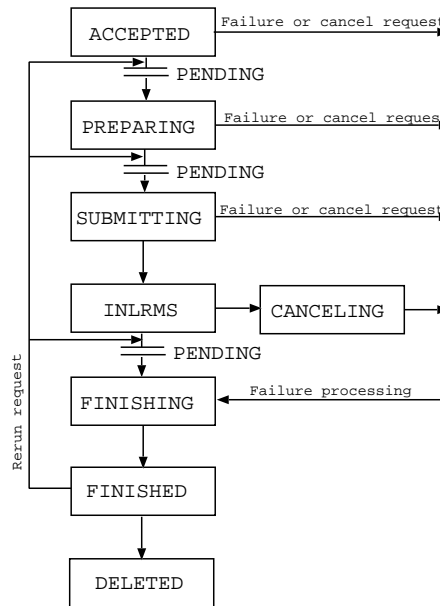 ACCEPTED
Failure or cancel request
PENDING
PREPARING
Failure or cancel request
PENDING
SUBMITTING
Failure or cancel request
INLRMS
CANCELING
PENDING
Rerun request
FINISHING
Failure processing
FINISHED
DELETED